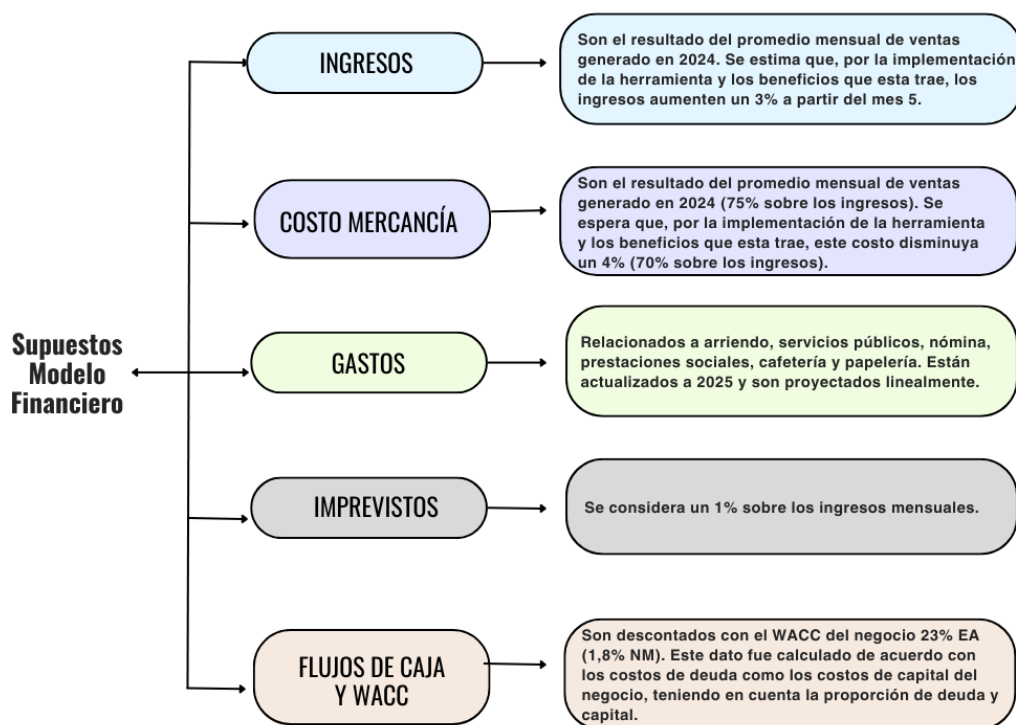 Supuestos
Modelo
Financiero
INGRESOS
Son el resultado del promedio mensual de ventas
generado en 2024. Se estima que, por la implementación
de la herramienta y los beneficios que esta trae, los
ingresos aumenten un 3% a partir del mes 5.
COSTO MERCANCÍA
Son el resultado del promedio mensual de ventas
generado en 2024 (75% sobre los ingresos). Se
espera que, por la implementación de la herramienta
y los beneficios que esta trae, este costo disminuya
un 4% (70% sobre los ingresos).
GASTOS
Relacionados a arriendo, servicios públicos, nómina,
prestaciones sociales, cafetería y papelería. Están
actualizados a 2025 y son proyectados linealmente.
IMPREVISTOS
Se considera un 1% sobre los ingresos mensuales.
FLUJOS DE CAJA
Y WACC
Son descontados con el WACC del negocio 23% EA
(1,8% NM). Este dato fue calculado de acuerdo con
los costos de deuda como los costos de capital del
negocio, teniendo en cuenta la proporción de deuda y
capital.